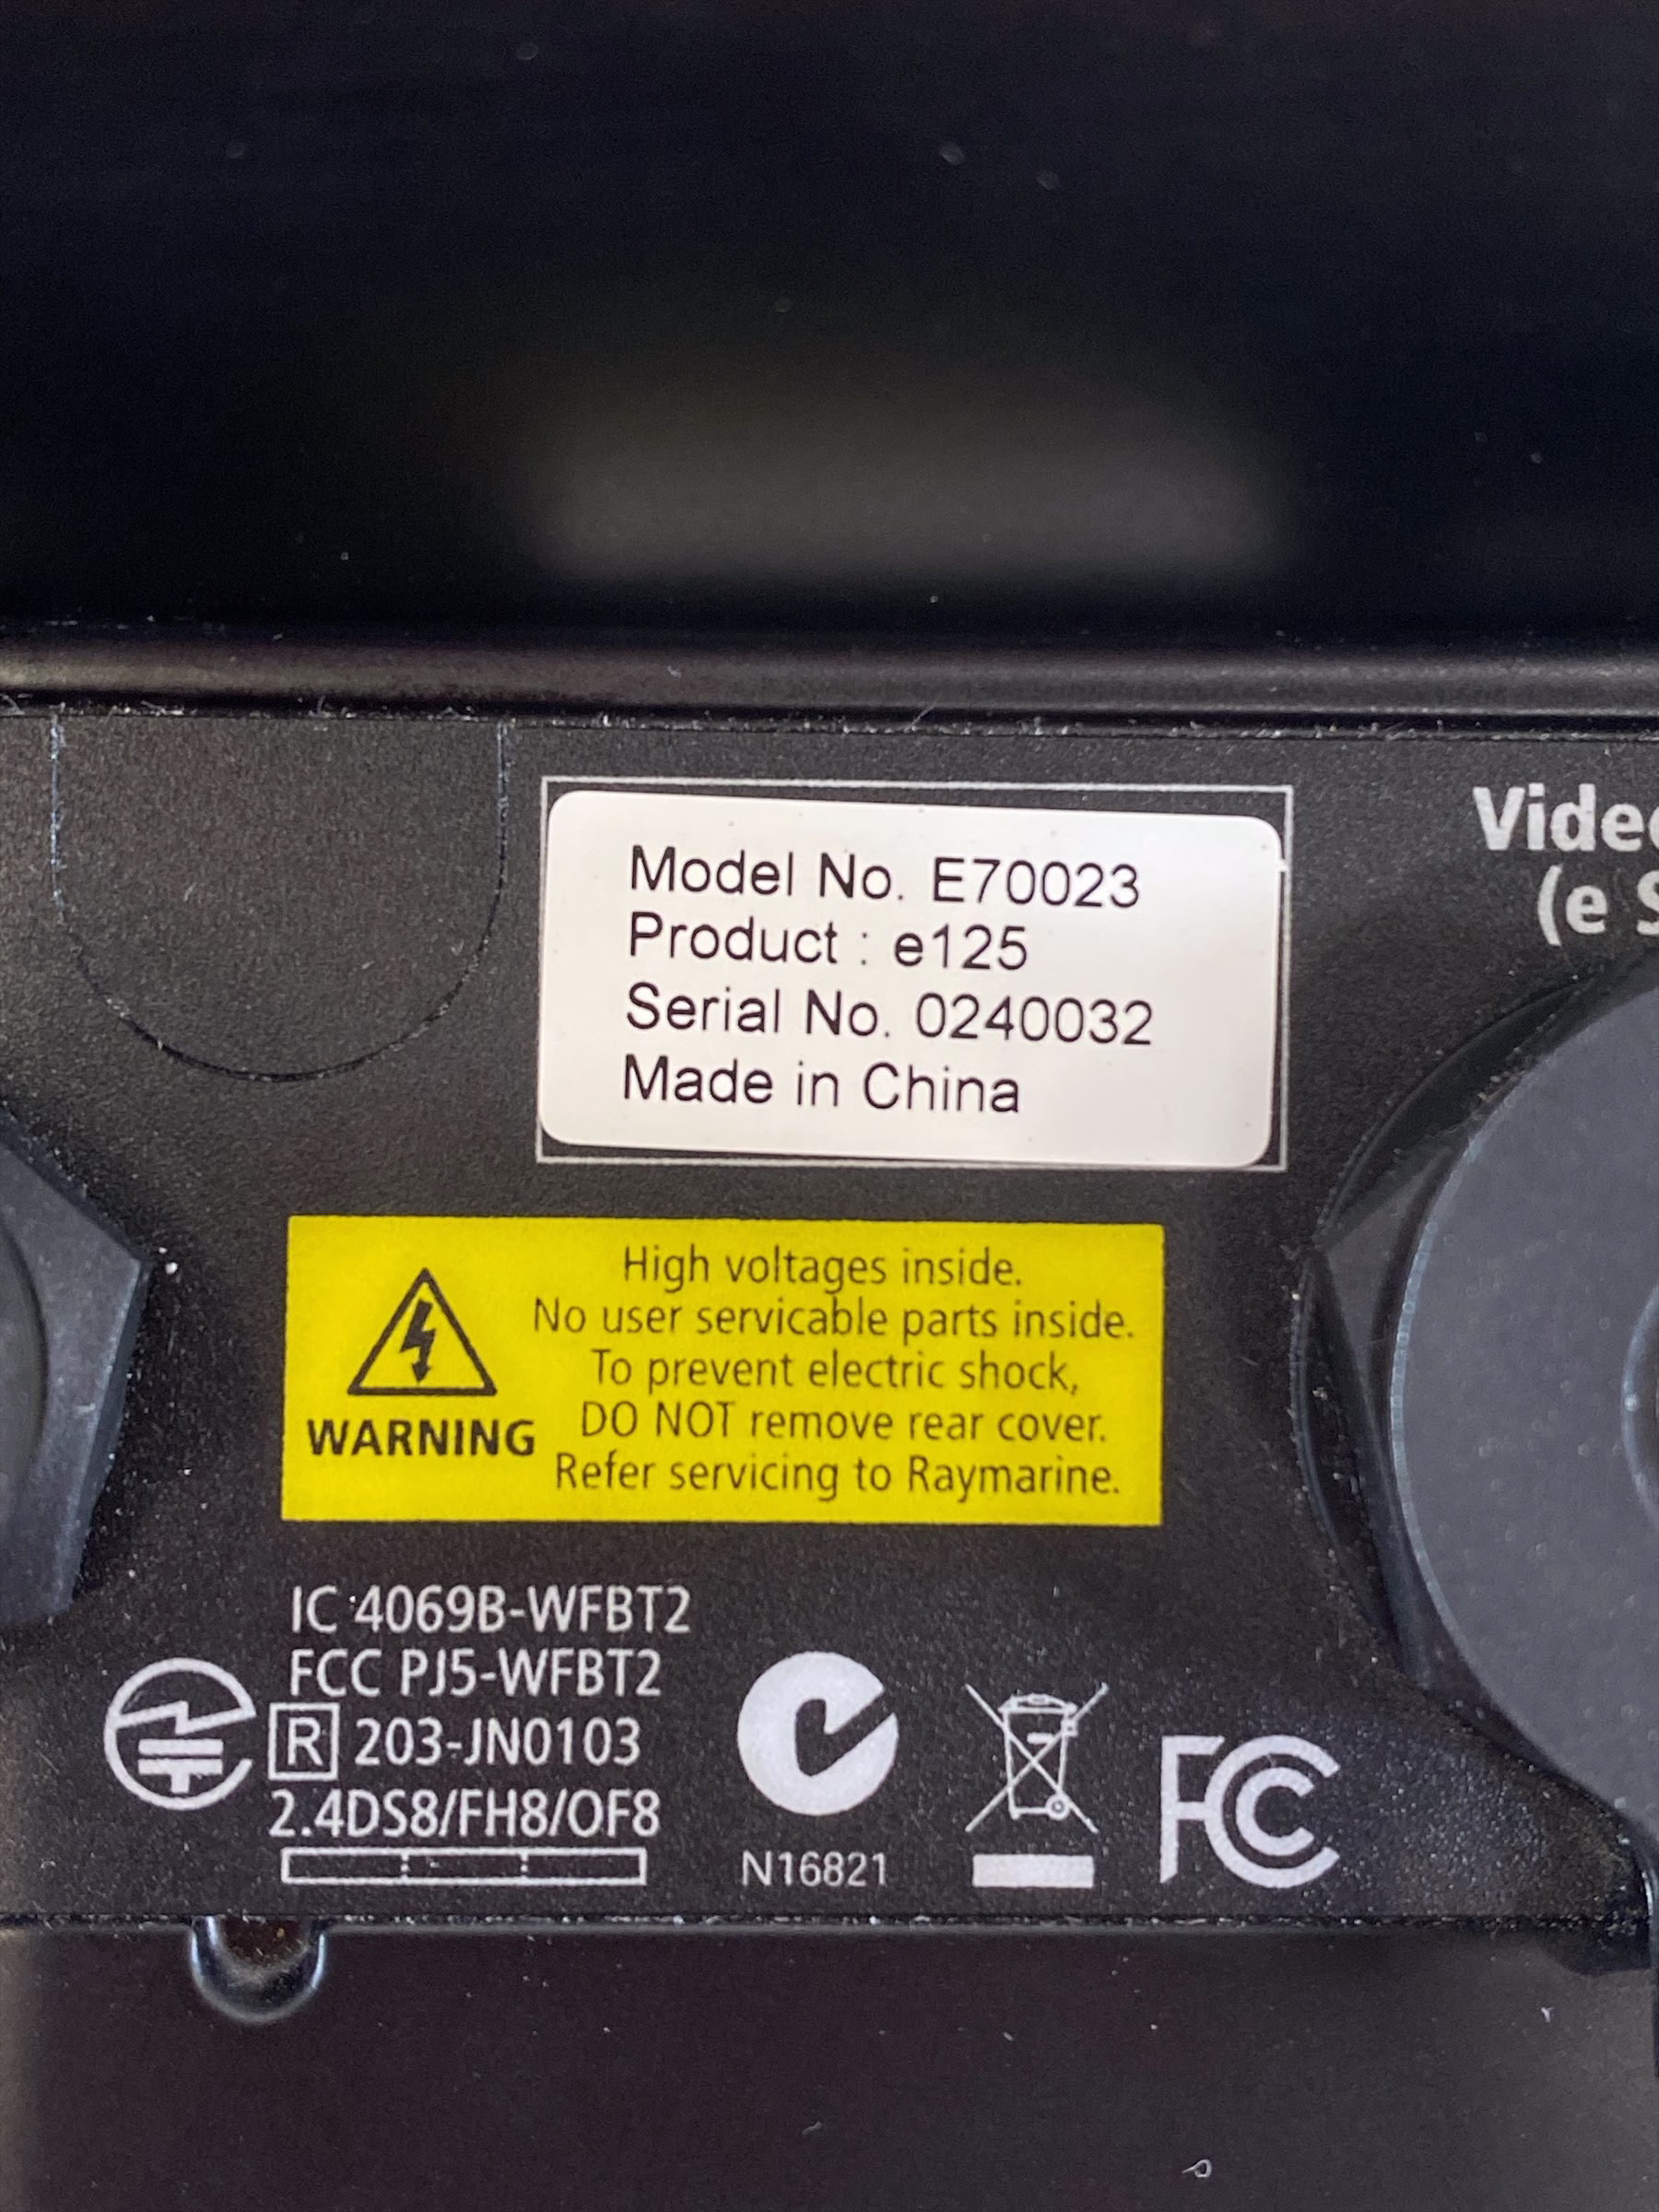 Model No. E70023
Product : e125
Serial No. 0240032
Made in China
(e
High voltages inside.
No user servicable parts inside.
To prevent electric shock,
DO NOT remove rear cover.
Refer servicing to Raymarine.
WARNING
IC 4069B-WFBT2
FCC PJ5-WFBT2
R 203-JN0103
2.4DS8/FH8/OF8
N16821
FC